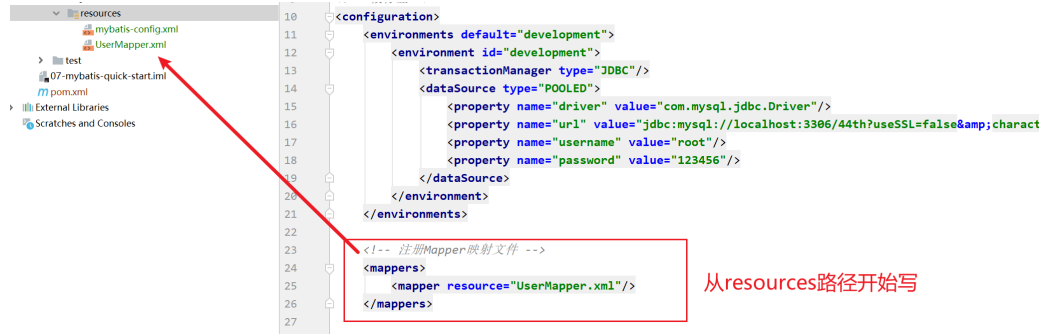 resources
mybatis-config.xml
UserMapper.xml
test
07-mybatis-quick-start.iml
pom.xml
External Libraries
Scratches and Consoles
10 <configuration>
11 <environments default="development">
12 <environment id="development">
13 <transactionManager type="JDBC"/>
14 <dataSource type="POOLED">
15 <property name="driver" value="com.mysql.jdbc.Driver"/>
16 <property name="url" value="jdbc:mysql://localhost:3306/44th?useSSL=false&amp;charact
17 <property name="username" value="root"/>
18 <property name="password" value="123456"/>
19 </dataSource>
20 </environment>
21 </environments>
22
23 <!-- 注册Mapper映射文件 -->
24 <mappers>
25 <mapper resource="UserMapper.xml"/>
26 </mappers>
27
从resources路径开始写